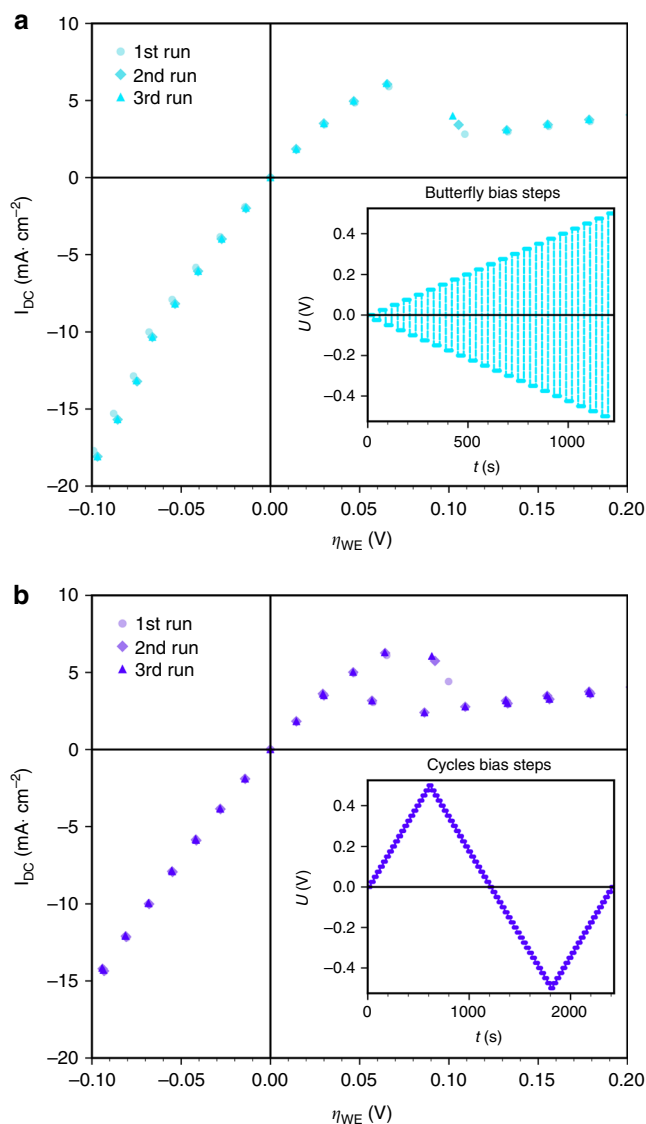 a
10
5
0
−5
−10
−15
−20
I_DC (mA· cm⁻²)
1st run
2nd run
3rd run
−0.10 −0.05 0.00 0.05 0.10 0.15 0.20
η_WE (V)
Butterfly bias steps
0.4
0.2
0.0
−0.2
−0.4
U (V)
0 500 1000
t (s)
b
10
5
0
−5
−10
−15
−20
I_DC (mA· cm⁻²)
1st run
2nd run
3rd run
−0.10 −0.05 0.00 0.05 0.10 0.15 0.20
η_WE (V)
Cycles bias steps
0.4
0.2
0.0
−0.2
−0.4
U (V)
0 1000 2000
t (s)